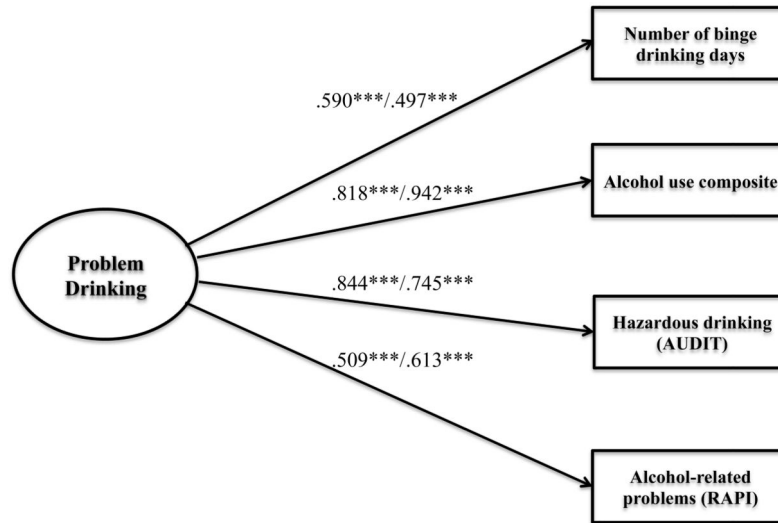 Number of binge
drinking days
.590***/.497***
Alcohol use composite
.818***/.942***
Problem
Drinking
.844***/.745***
Hazardous drinking
(AUDIT)
.509***/.613***
Alcohol-related
problems (RAPI)